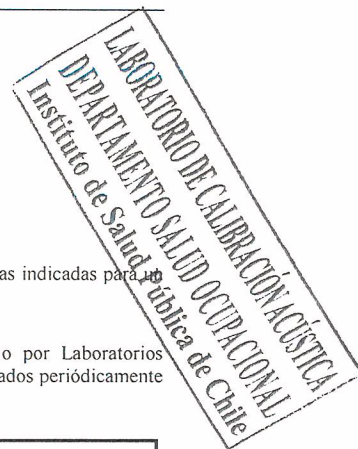 LABORATORIO DE CALIBRACIÓN ACÚSTICA
DEPARTAMENTO SALUD OCUPACIONAL
Instituto de Salud Pública de Chile
as indicadas para un
o por Laboratorios
ados periódicamente